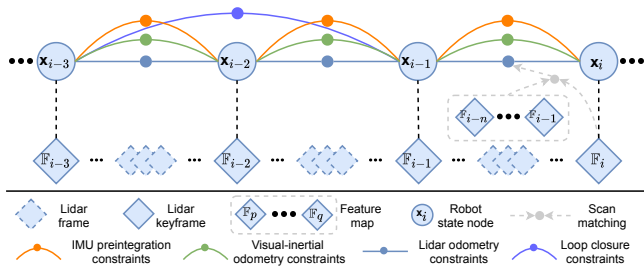 x_{i-3} x_{i-2} x_{i-1} x_i
𝔽_{i-n} ••• 𝔽_{i-1}
𝔽_{i-3} ••• 𝔽_{i-2} ••• 𝔽_{i-1} ••• 𝔽_i
Lidar frame
Lidar keyframe
𝔽_p ••• 𝔽_q
Feature map
x_i
Robot state node
Scan matching
IMU preintegration constraints
Visual-inertial odometry constraints
Lidar odometry constraints
Loop closure constraints